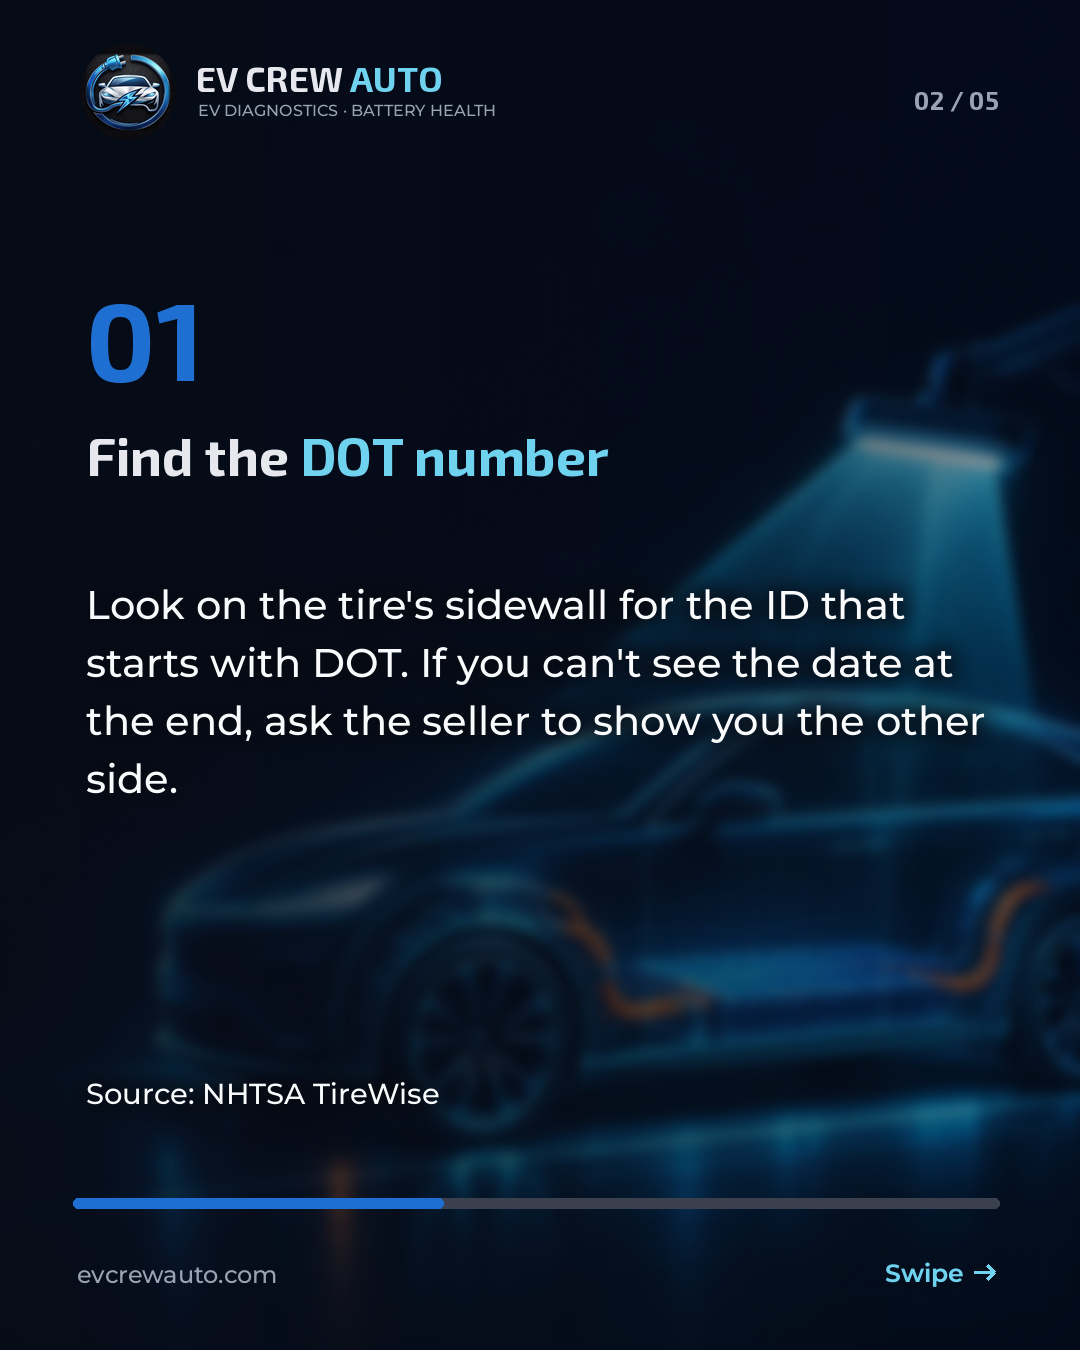 EV CREW AUTO
EV DIAGNOSTICS · BATTERY HEALTH
02 / 05
01
Find the DOT number
Look on the tire's sidewall for the ID that
starts with DOT. If you can't see the date at
the end, ask the seller to show you the other
side.
Source: NHTSA TireWise
evcrewauto.com
Swipe →